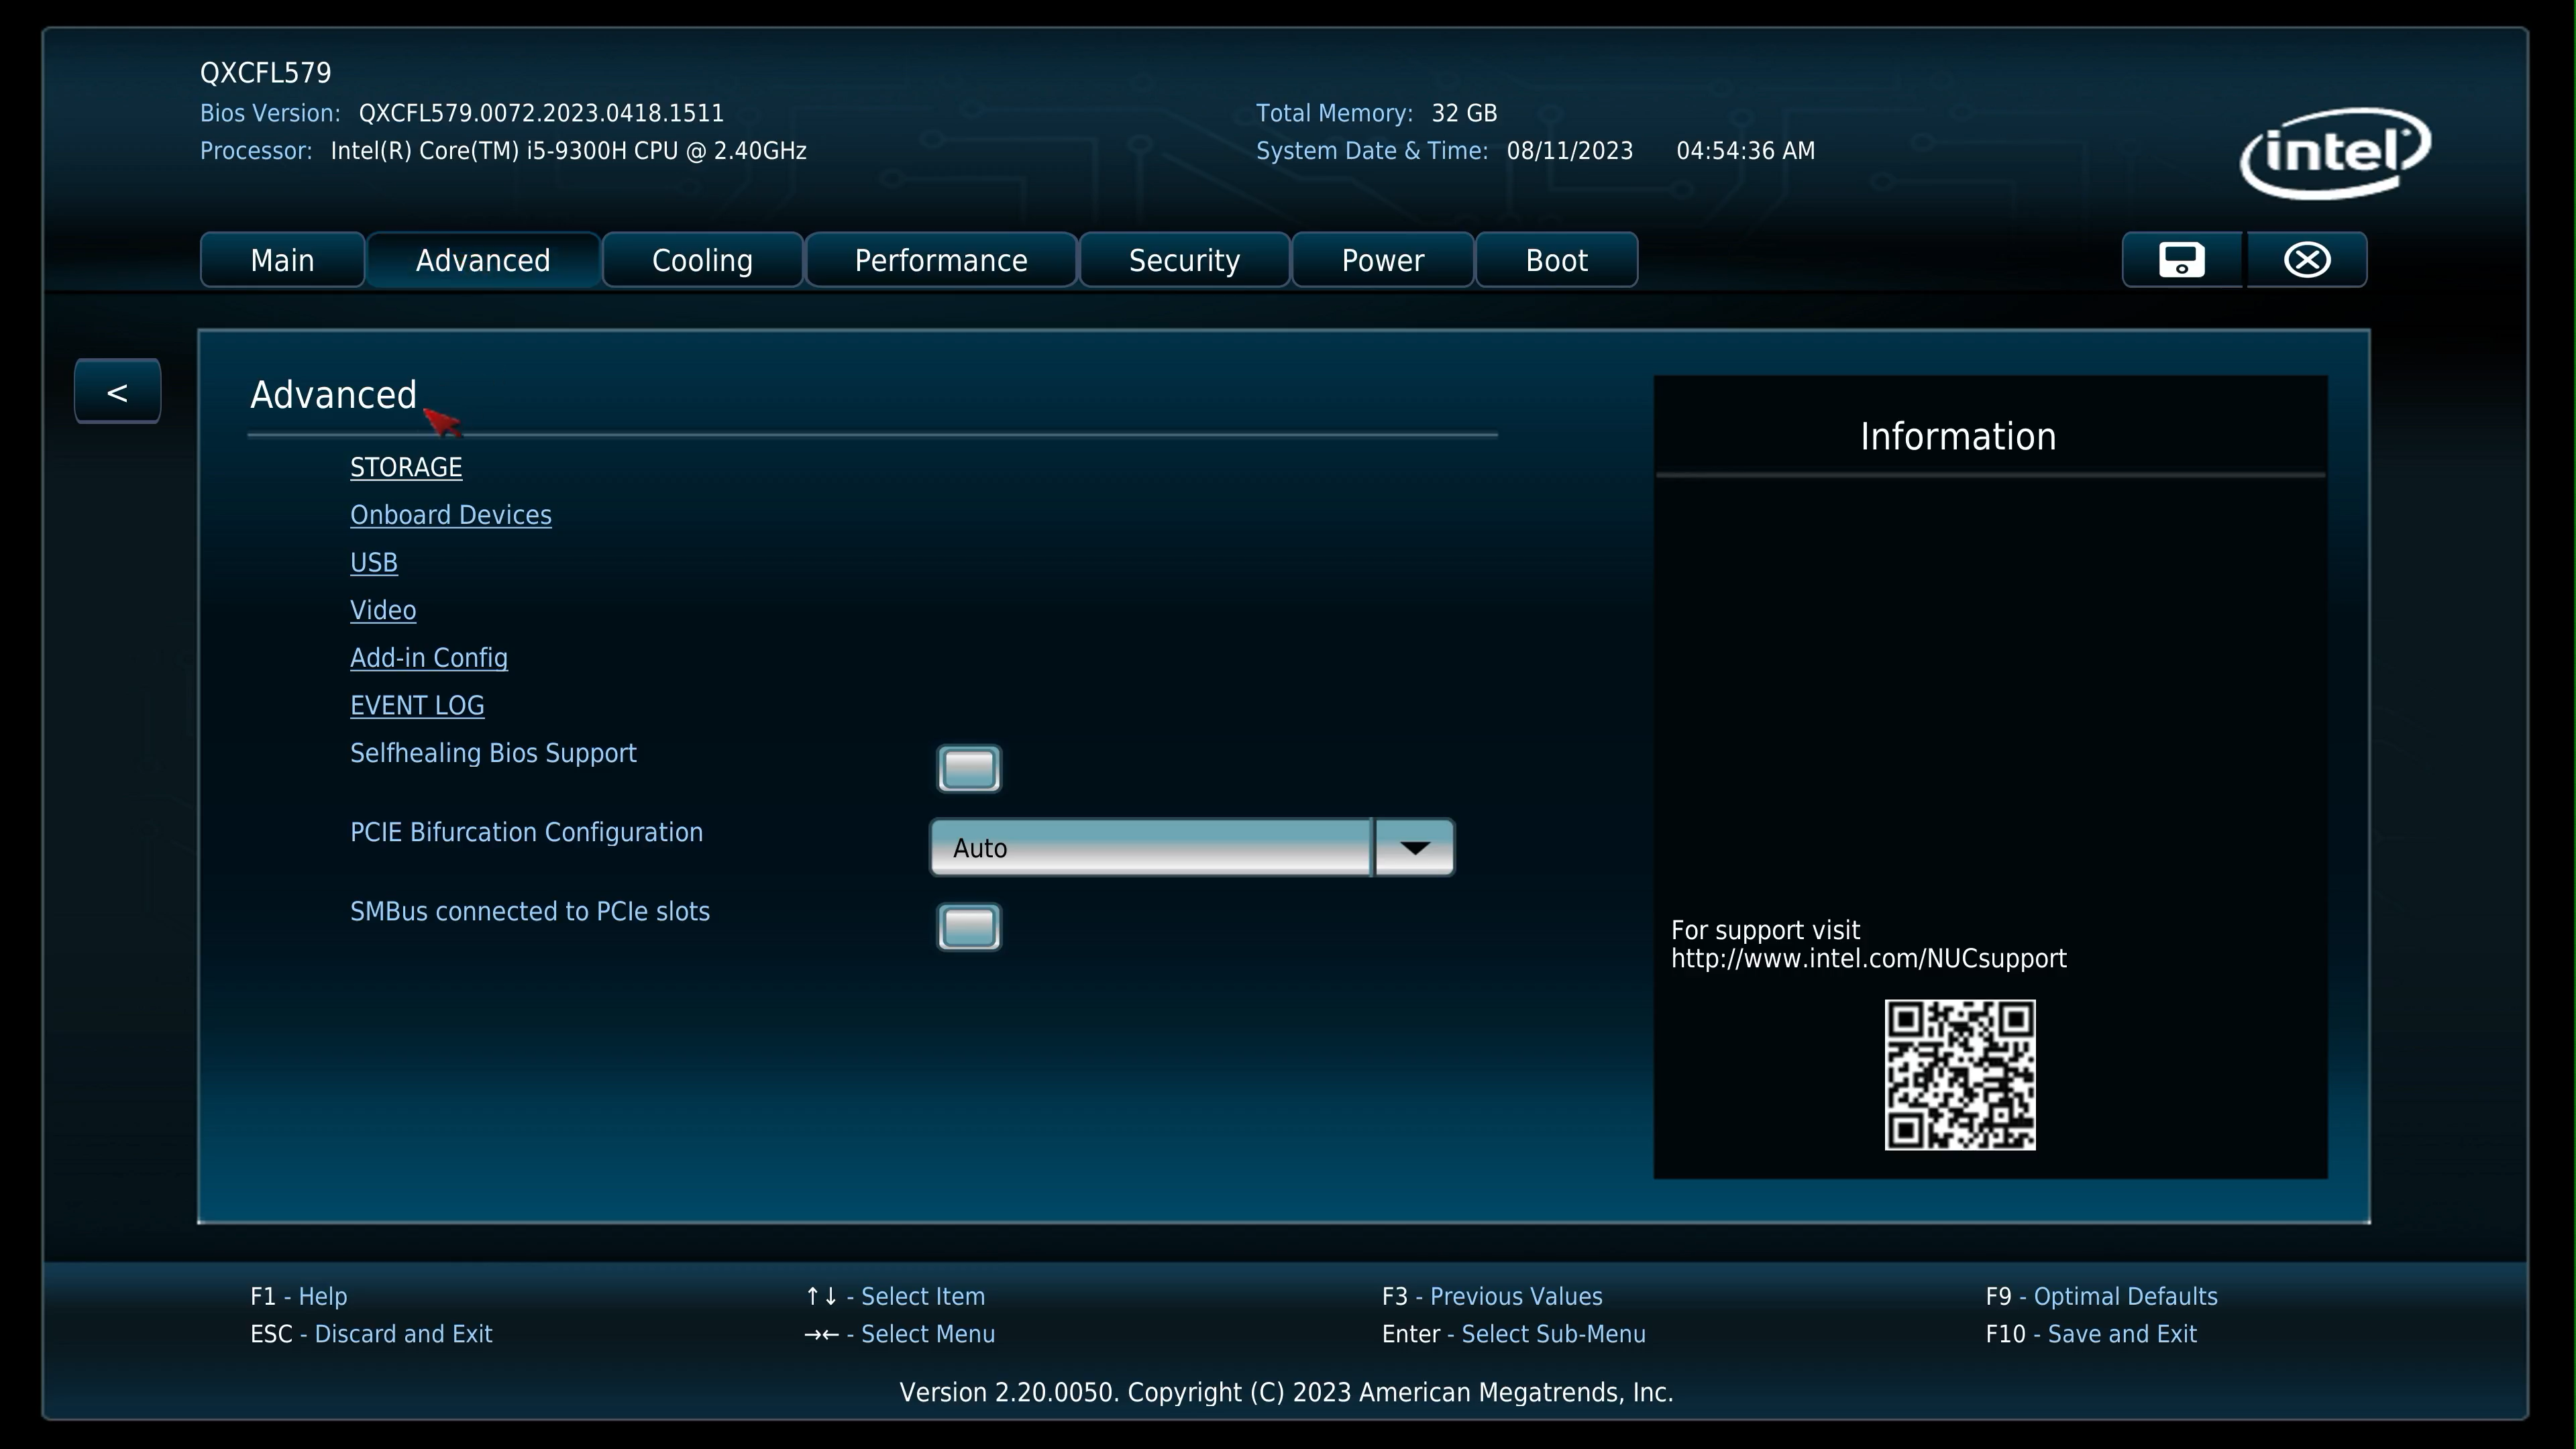 QXCFL579
Bios Version: QXCFL579.0072.2023.0418.1511
Total Memory: 32 GB
Processor: Intel(R) Core(TM) i5-9300H CPU @ 2.40GHz
System Date & Time: 08/11/2023 04:54:36 AM
intel
Main Advanced Cooling Performance Security Power Boot
<
Advanced
Information
STORAGE
Onboard Devices
USB
Video
Add-in Config
EVENT LOG
Selfhealing Bios Support
PCIE Bifurcation Configuration Auto
SMBus connected to PCIe slots
For support visit
http://www.intel.com/NUCsupport
F1 - Help ↑↓ - Select Item F3 - Previous Values F9 - Optimal Defaults
ESC - Discard and Exit →← - Select Menu Enter - Select Sub-Menu F10 - Save and Exit
Version 2.20.0050. Copyright (C) 2023 American Megatrends, Inc.